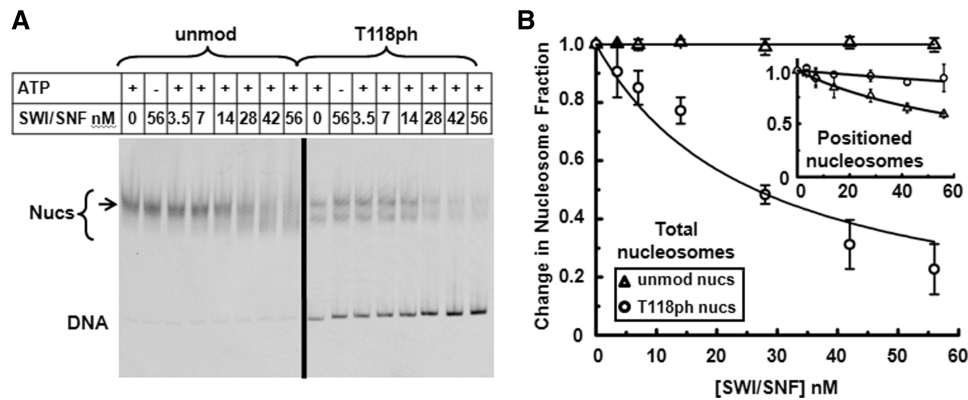 A
unmod
T118ph
ATP + - + + + + + + + - + + + + + +
SWI/SNF nM 0 56 3.5 7 14 28 42 56 0 56 3.5 7 14 28 42 56
Nucs
DNA
B
Change in Nucleosome Fraction
1.0
0.8
0.6
0.4
0.2
0
Total
nucleosomes
unmod nucs
T118ph nucs
1.0
0.5
0
Positioned
nucleosomes
0 20 40 60
0 10 20 30 40 50 60
[SWI/SNF] nM